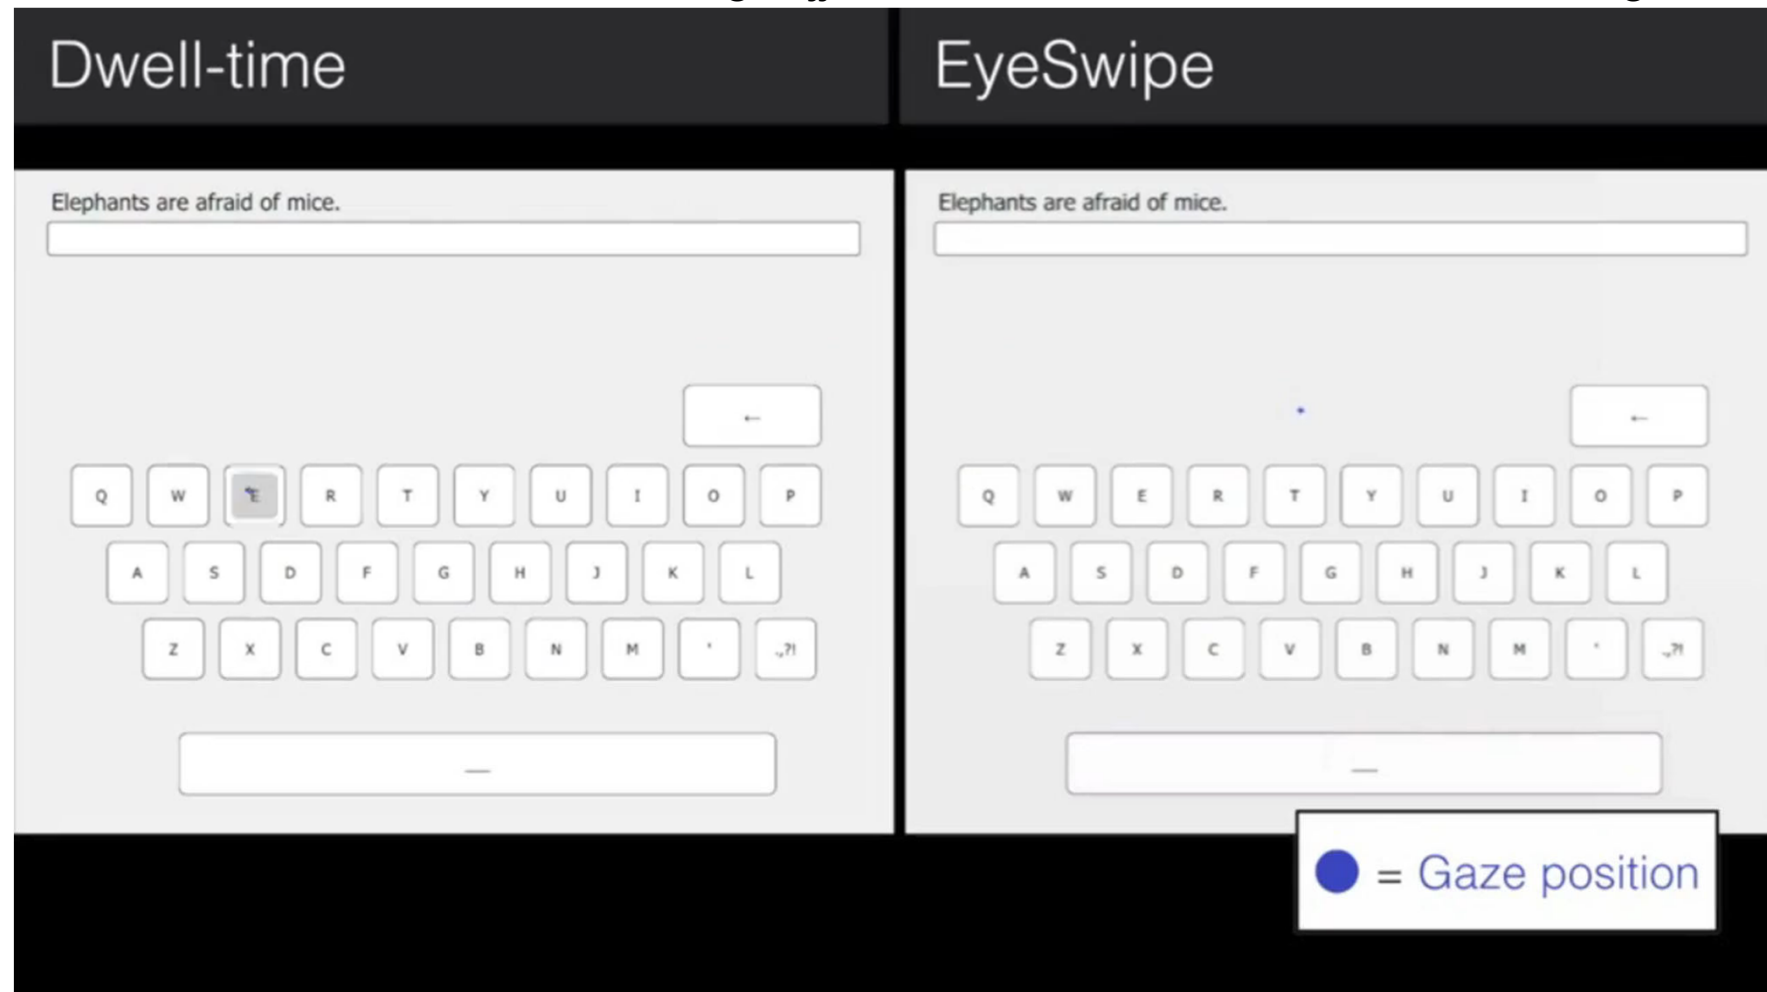 Dwell-time
Elephants are afraid of mice.
←
Q W E R T Y U I O P
A S D F G H J K L
Z X C V B N M ' .,?!
EyeSwipe
Elephants are afraid of mice.
←
Q W E R T Y U I O P
A S D F G H J K L
Z X C V B N M ' .,?!
= Gaze position